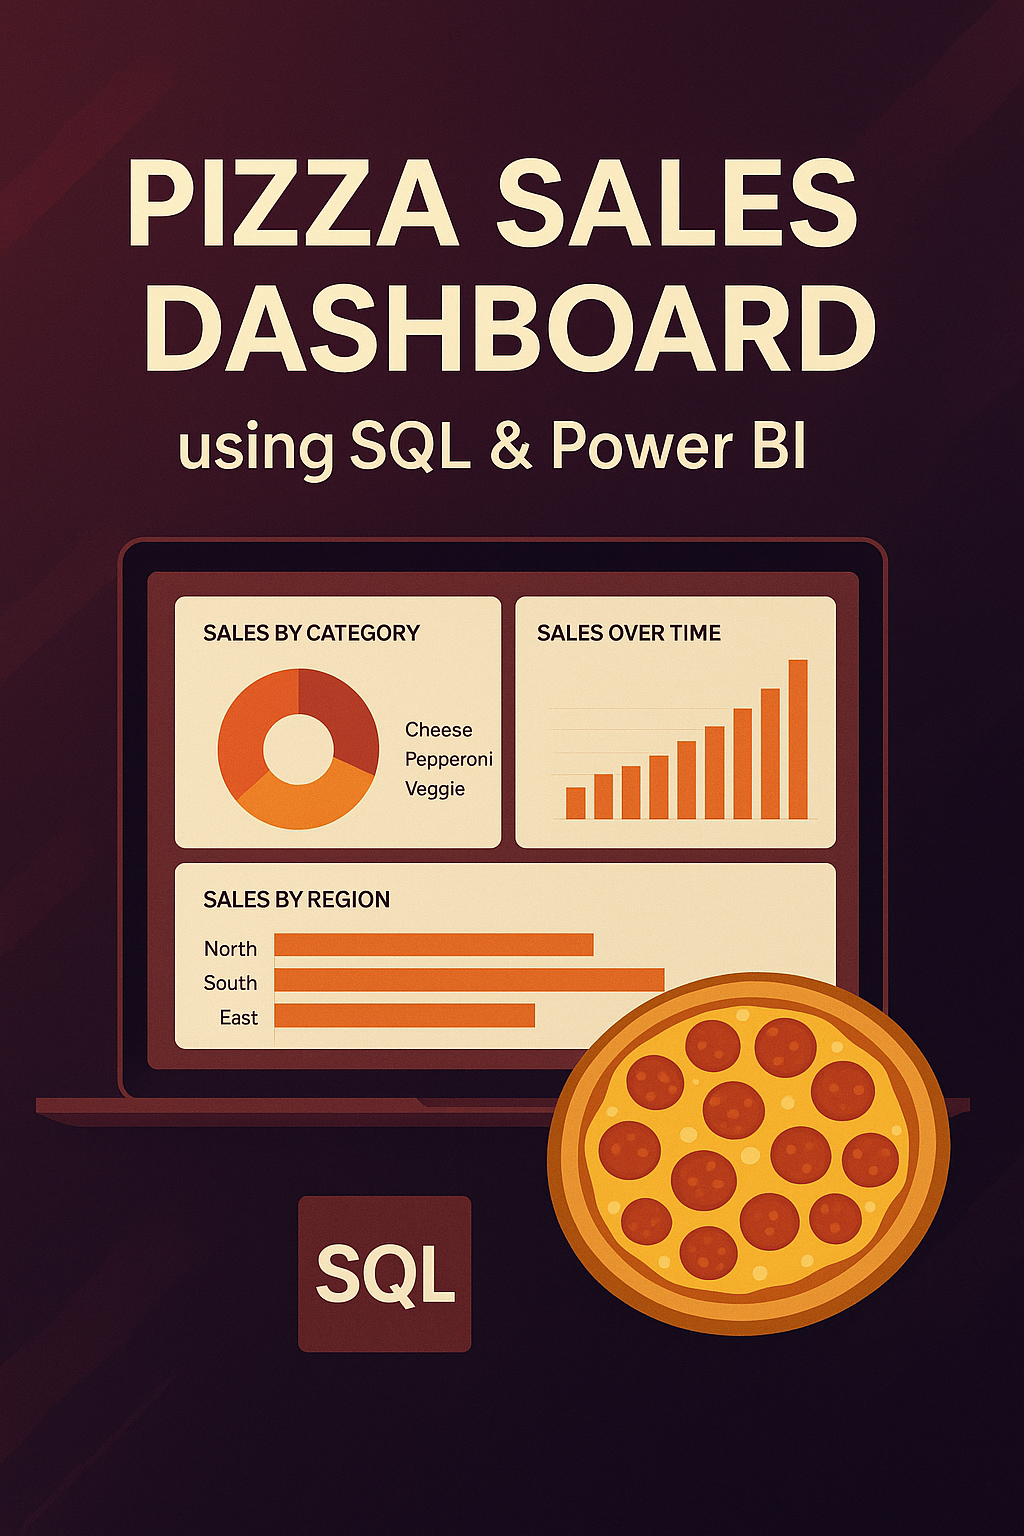 PIZZA SALES
DASHBOARD
using SQL & Power BI
SALES BY CATEGORY
Cheese
Pepperoni
Veggie
SALES OVER TIME
SALES BY REGION
North
South
East
SQL